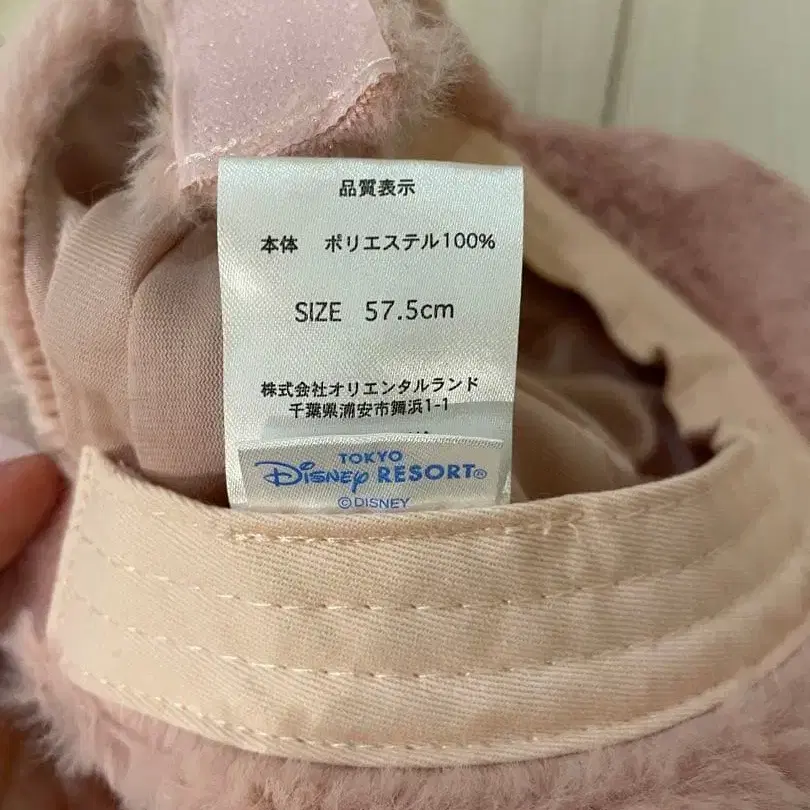 品質表示
本体 ポリエステル100%
SIZE 57.5cm
株式会社オリエンタルランド
千葉県浦安市舞浜1-1
TOKYO
DISNEY RESORT®
©DISNEY